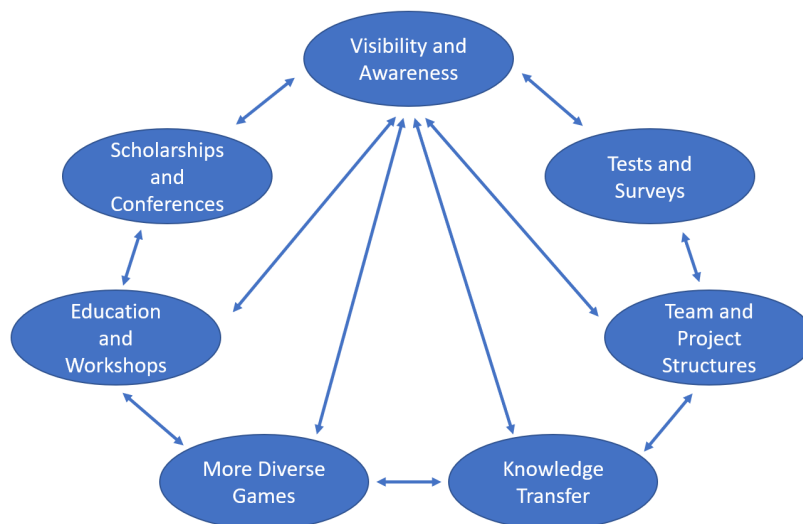 Visibility and
Awareness
Scholarships
and
Conferences
Tests and
Surveys
Education
and
Workshops
Team and
Project
Structures
More Diverse
Games
Knowledge
Transfer